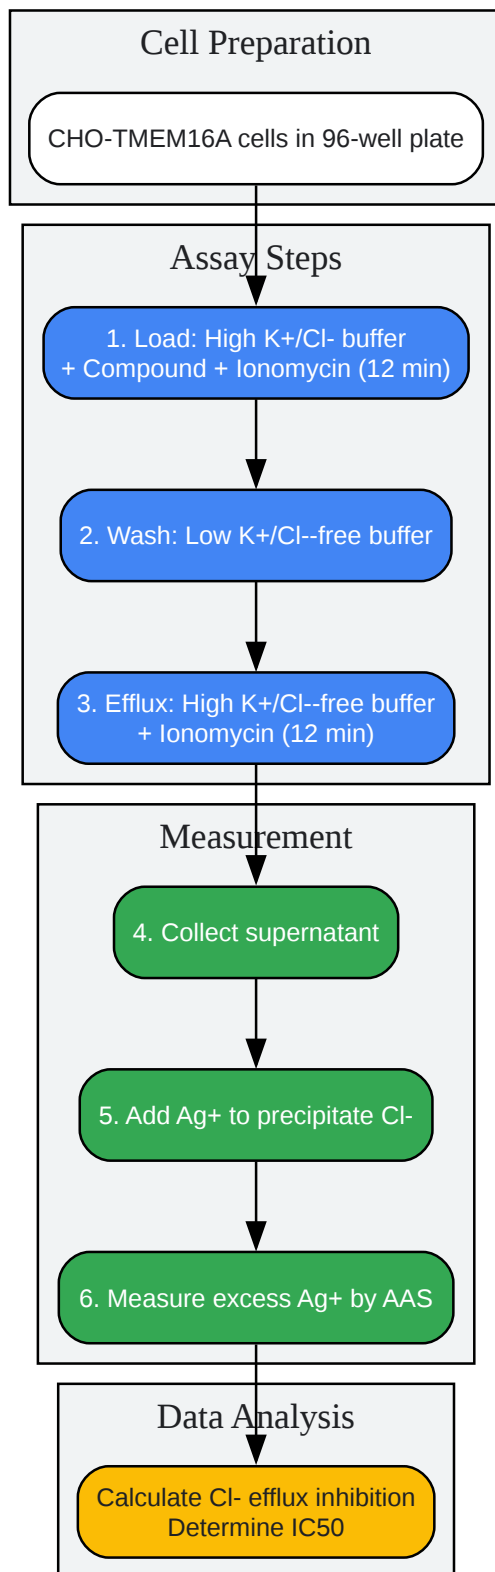 Cell Preparation
CHO-TMEM16A cells in 96-well plate
Assay Steps
1. Load: High K+/Cl- buffer
+ Compound + Ionomycin (12 min)
2. Wash: Low K+/Cl--free buffer
3. Efflux: High K+/Cl--free buffer
+ Ionomycin (12 min)
Measurement
4. Collect supernatant
5. Add Ag+ to precipitate Cl-
6. Measure excess Ag+ by AAS
Data Analysis
Calculate Cl- efflux inhibition
Determine IC50